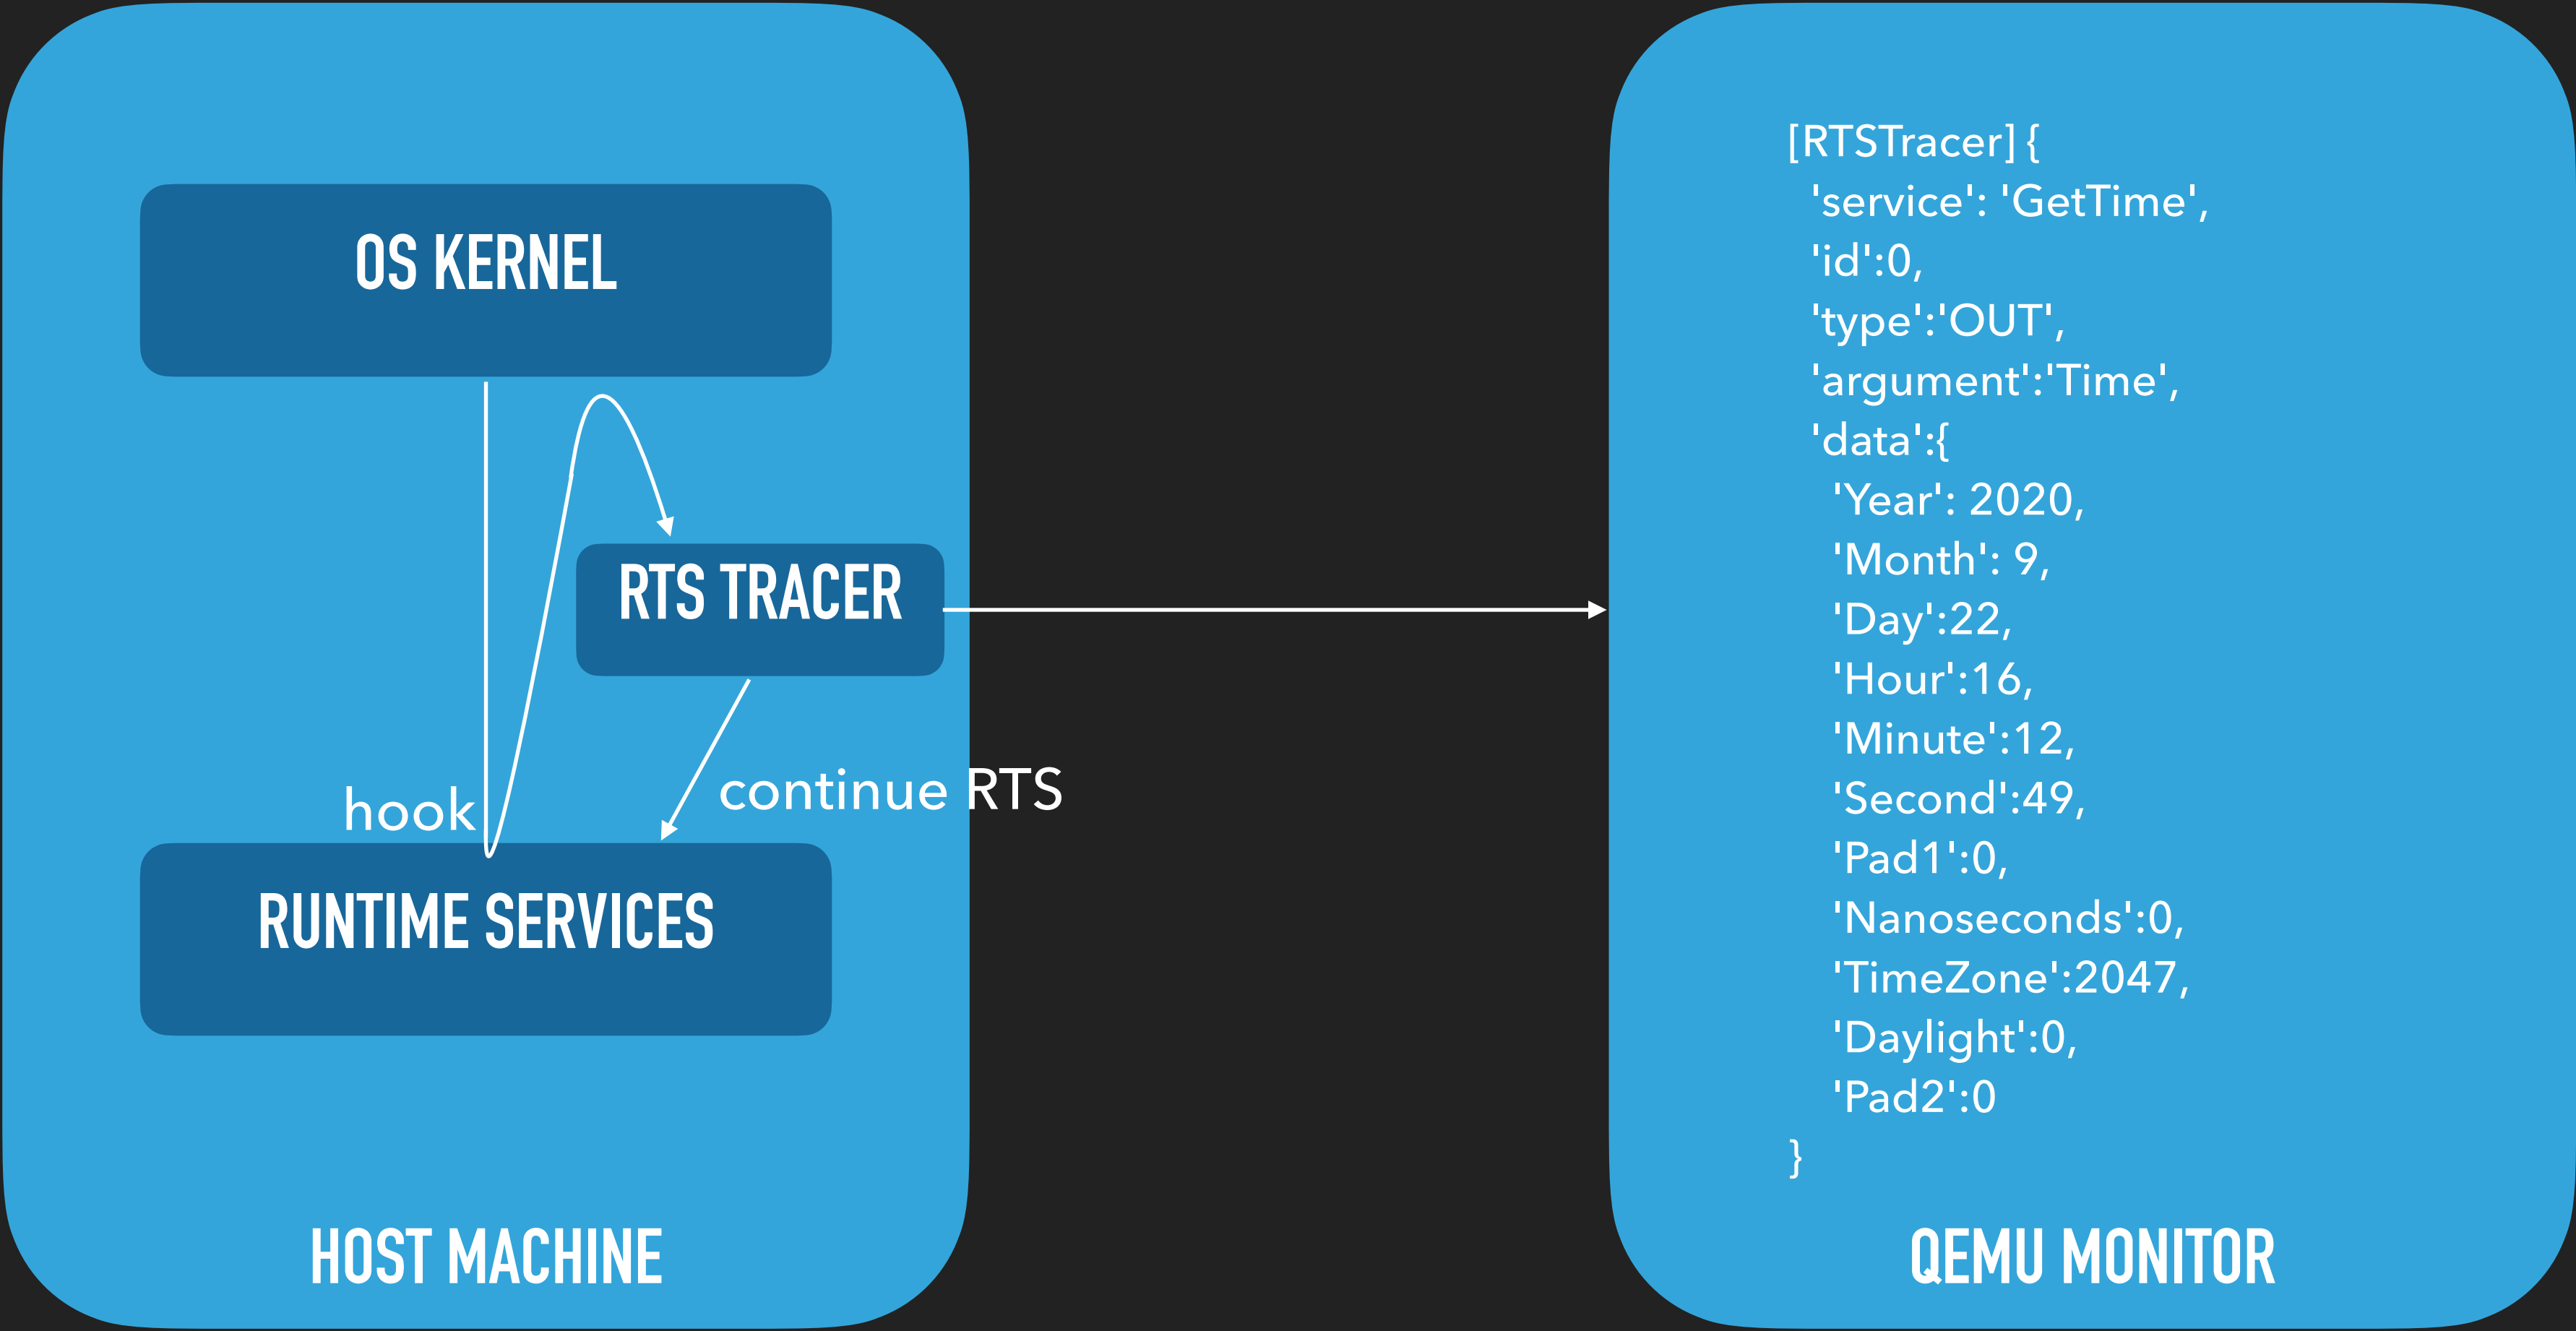 OS KERNEL
RTS TRACER
hook
continue RTS
RUNTIME SERVICES
HOST MACHINE
[RTSTracer] {
'service': 'GetTime',
'id':0,
'type':'OUT',
'argument':'Time',
'data':{
'Year': 2020,
'Month': 9,
'Day':22,
'Hour':16,
'Minute':12,
'Second':49,
'Pad1':0,
'Nanoseconds':0,
'TimeZone':2047,
'Daylight':0,
'Pad2':0
}
QEMU MONITOR